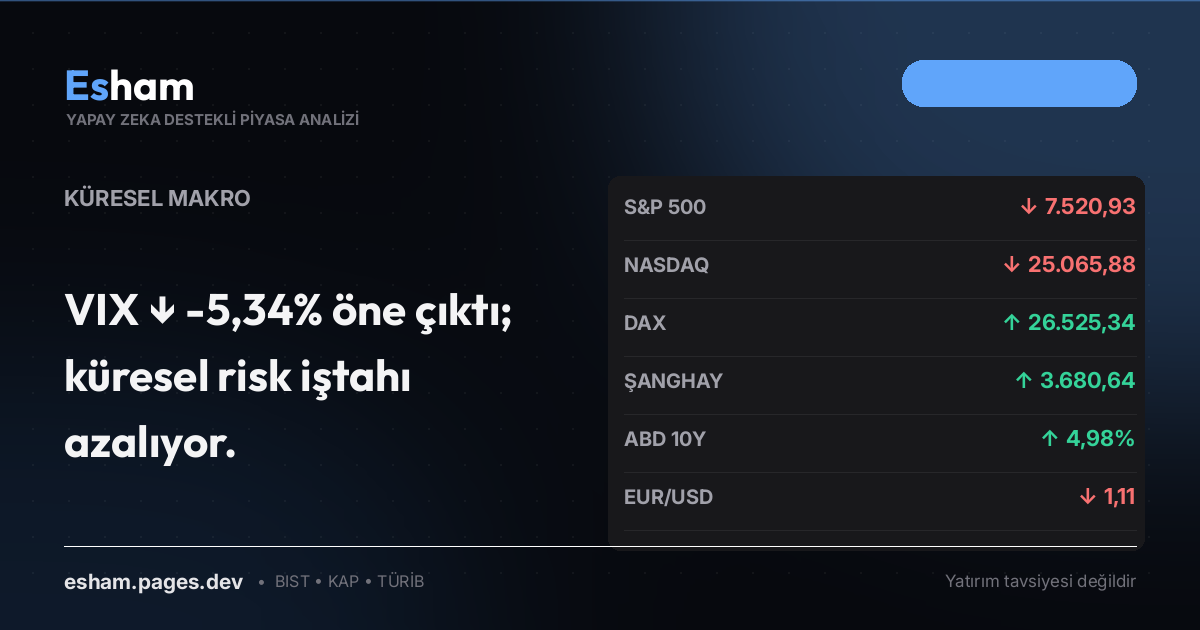 Esham
YAPAY ZEKA DESTEKLİ PİYASA ANALİZİ
KÜRESEL MAKRO
VIX ↓ -5,34% öne çıktı;
küresel risk iştahı
azalıyor.
S&P 500 ↓ 7.520,93
NASDAQ ↓ 25.065,88
DAX ↑ 26.525,34
ŞANGHAY ↑ 3.680,64
ABD 10Y ↑ 4,98%
EUR/USD ↓ 1,11
esham.pages.dev • BIST • KAP • TÜRİB
Yatırım tavsiyesi değildir